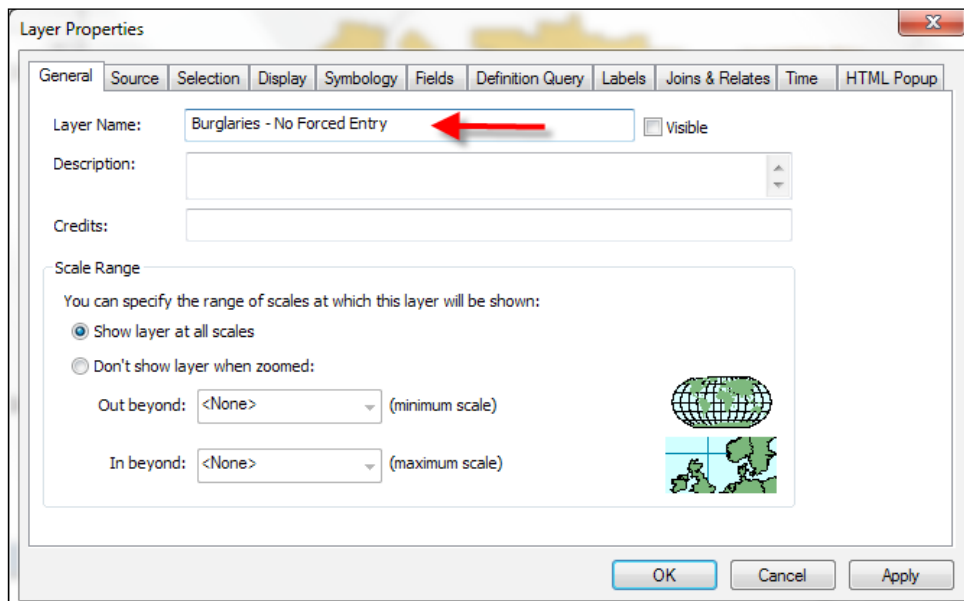 Layer Properties
General Source Selection Display Symbology Fields Definition Query Labels Joins & Relates Time HTML Popup
Layer Name: Burglaries - No Forced Entry Visible
Description:
Credits:
Scale Range
You can specify the range of scales at which this layer will be shown:
Show layer at all scales
Don't show layer when zoomed:
Out beyond: <None> (minimum scale)
In beyond: <None> (maximum scale)
OK Cancel Apply